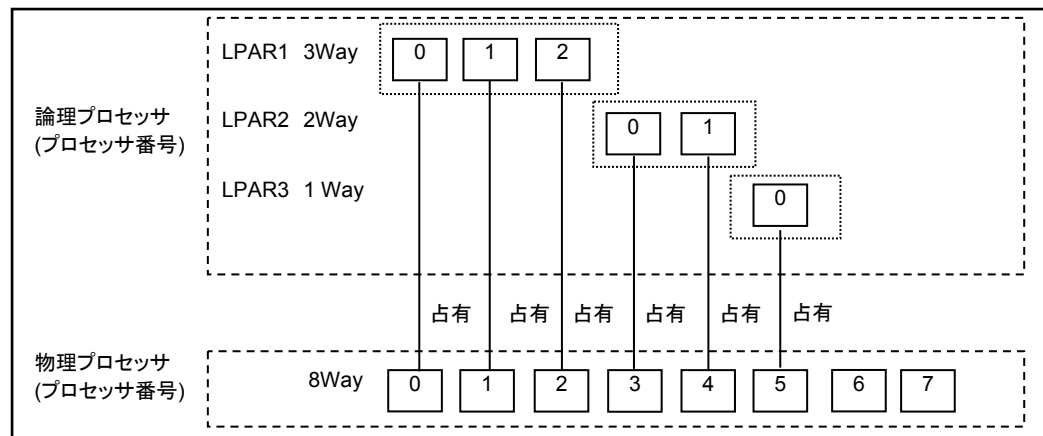 LPAR1 3Way 0 1 2
論理プロセッサ
(プロセッサ番号)
LPAR2 2Way 0 1
LPAR3 1 Way 0
占有 占有 占有 占有 占有 占有
物理プロセッサ
(プロセッサ番号)
8Way 0 1 2 3 4 5 6 7